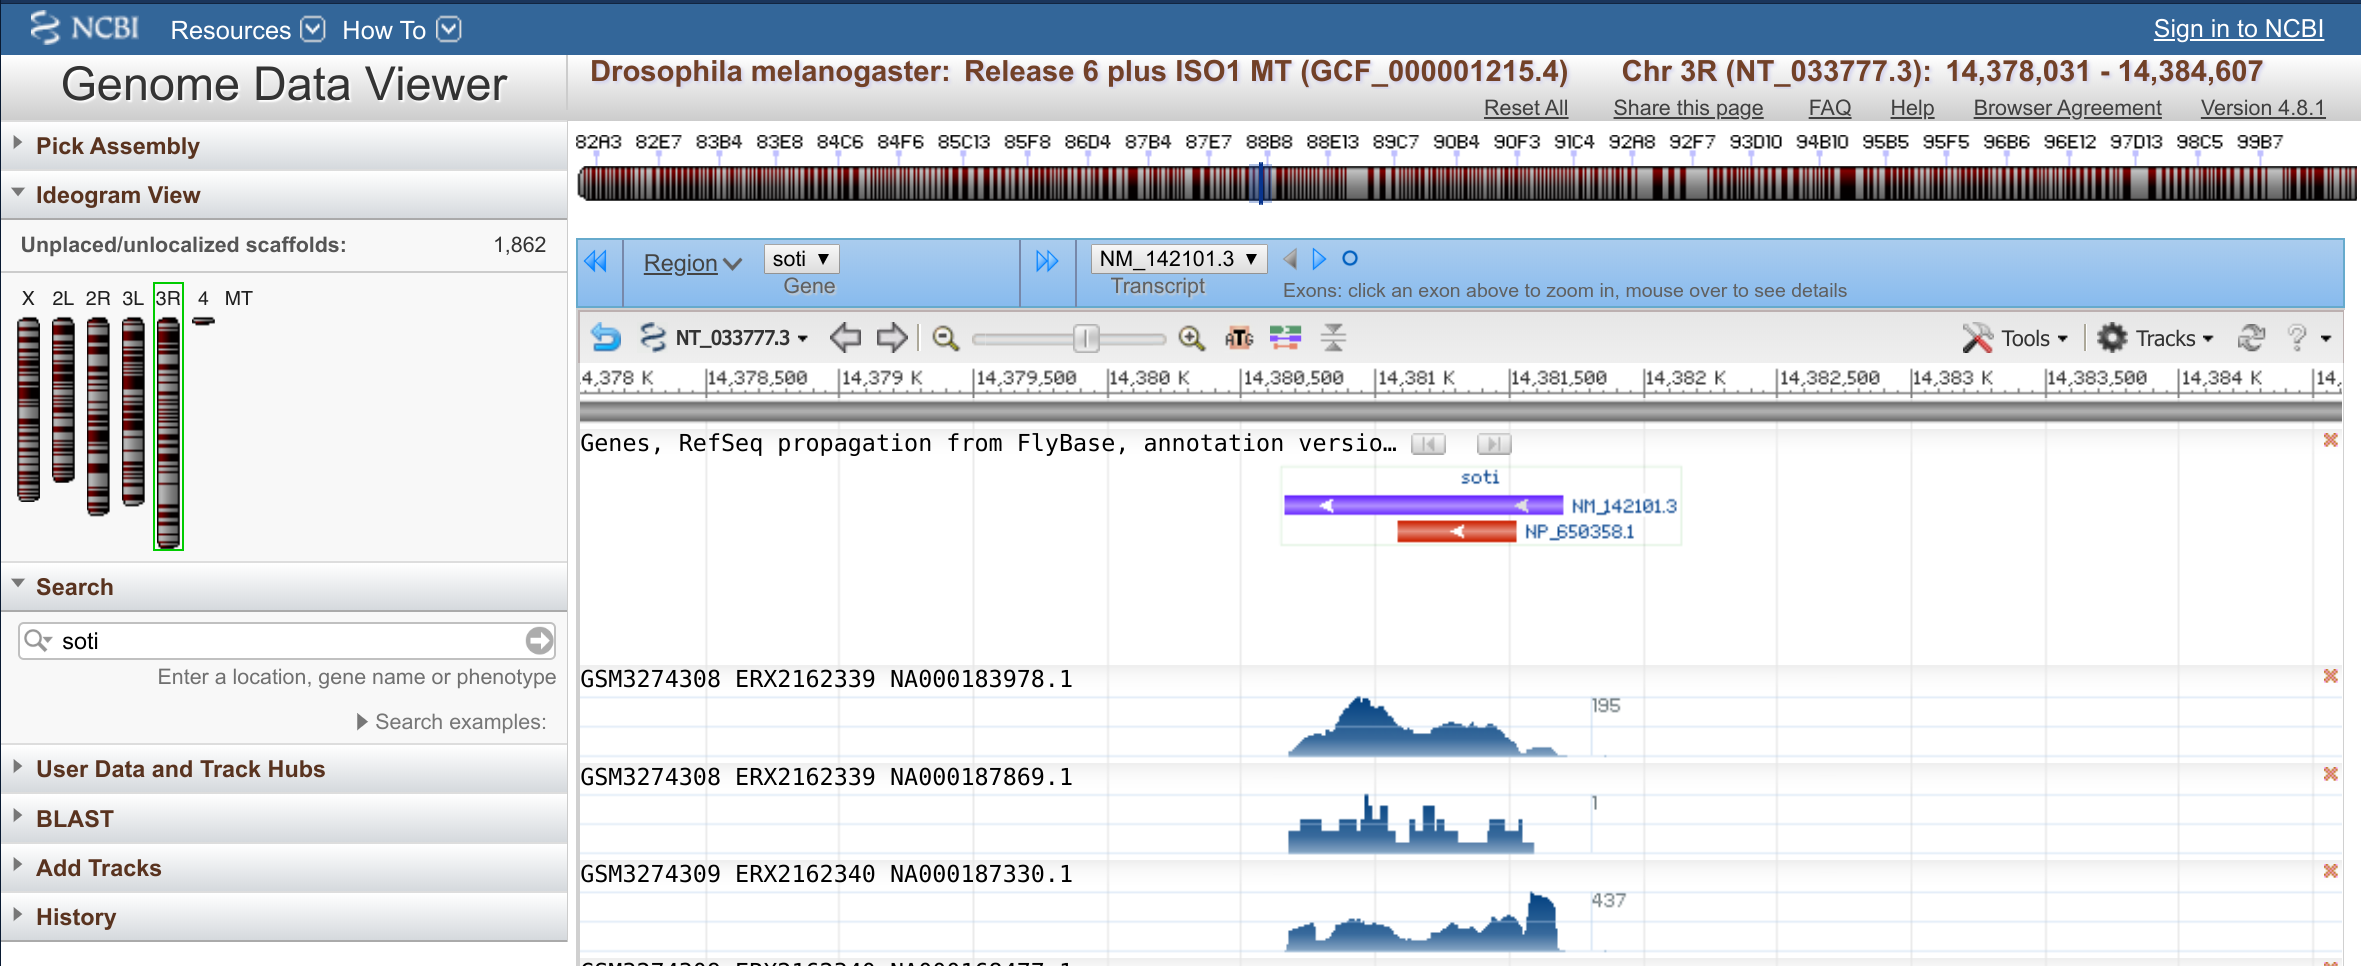 NCBI Resources How To Sign in to NCBI
Genome Data Viewer
Drosophila melanogaster: Release 6 plus ISO1 MT (GCF_000001215.4) Chr 3R (NT_033777.3): 14,378,031 - 14,384,607
Reset All Share this page FAQ Help Browser Agreement Version 4.8.1
Pick Assembly
Ideogram View
Unplaced/unlocalized scaffolds: 1,862
X 2L 2R 3L 3R 4 MT
Search
soti
Enter a location, gene name or phenotype
Search examples:
User Data and Track Hubs
BLAST
Add Tracks
History
82A3 82E7 83B4 83E8 84C6 84F6 85C13 85F8 86D4 87B4 87E7 88B8 88E13 89C7 90B4 90F3 91C4 92A8 92F7 93D10 94B10 95B5 95F5 96B6 96E12 97D13 98C5 99B7
Region soti NM_142101.3
Gene Transcript Exons: click an exon above to zoom in, mouse over to see details
NT_033777.3 ATG Tools Tracks ?
4,378 K 14,378,500 14,379 K 14,379,500 14,380 K 14,380,500 14,381 K 14,381,500 14,382 K 14,382,500 14,383 K 14,383,500 14,384 K 14,
Genes, RefSeq propagation from FlyBase, annotation versio…
soti
NM_142101.3
NP_650358.1
GSM3274308 ERX2162339 NA000183978.1
195
GSM3274308 ERX2162339 NA000187869.1
1
GSM3274309 ERX2162340 NA000187330.1
437